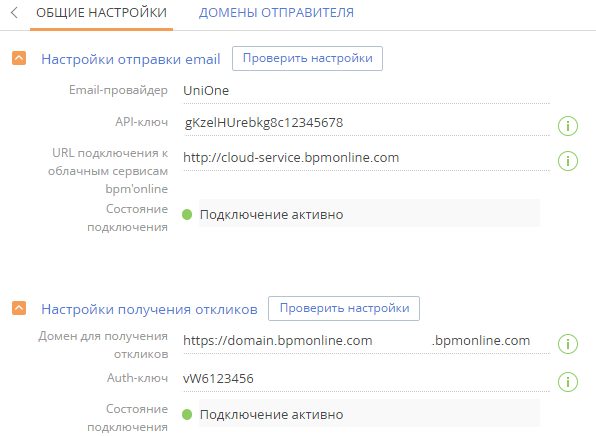 ОБЩИЕ НАСТРОЙКИ ДОМЕНЫ ОТПРАВИТЕЛЯ
Настройки отправки email Проверить настройки
Email-провайдер UniOne
API-ключ gKzelHUrebkg8c12345678
URL подключения к http://cloud-service.bpmonline.com
облачным сервисам
bpm'online
Состояние Подключение активно
подключения
Настройки получения откликов Проверить настройки
Домен для получения https://domain.bpmonline.com .bpmonline.com
откликов
Auth-ключ vW6123456
Состояние Подключение активно
подключения